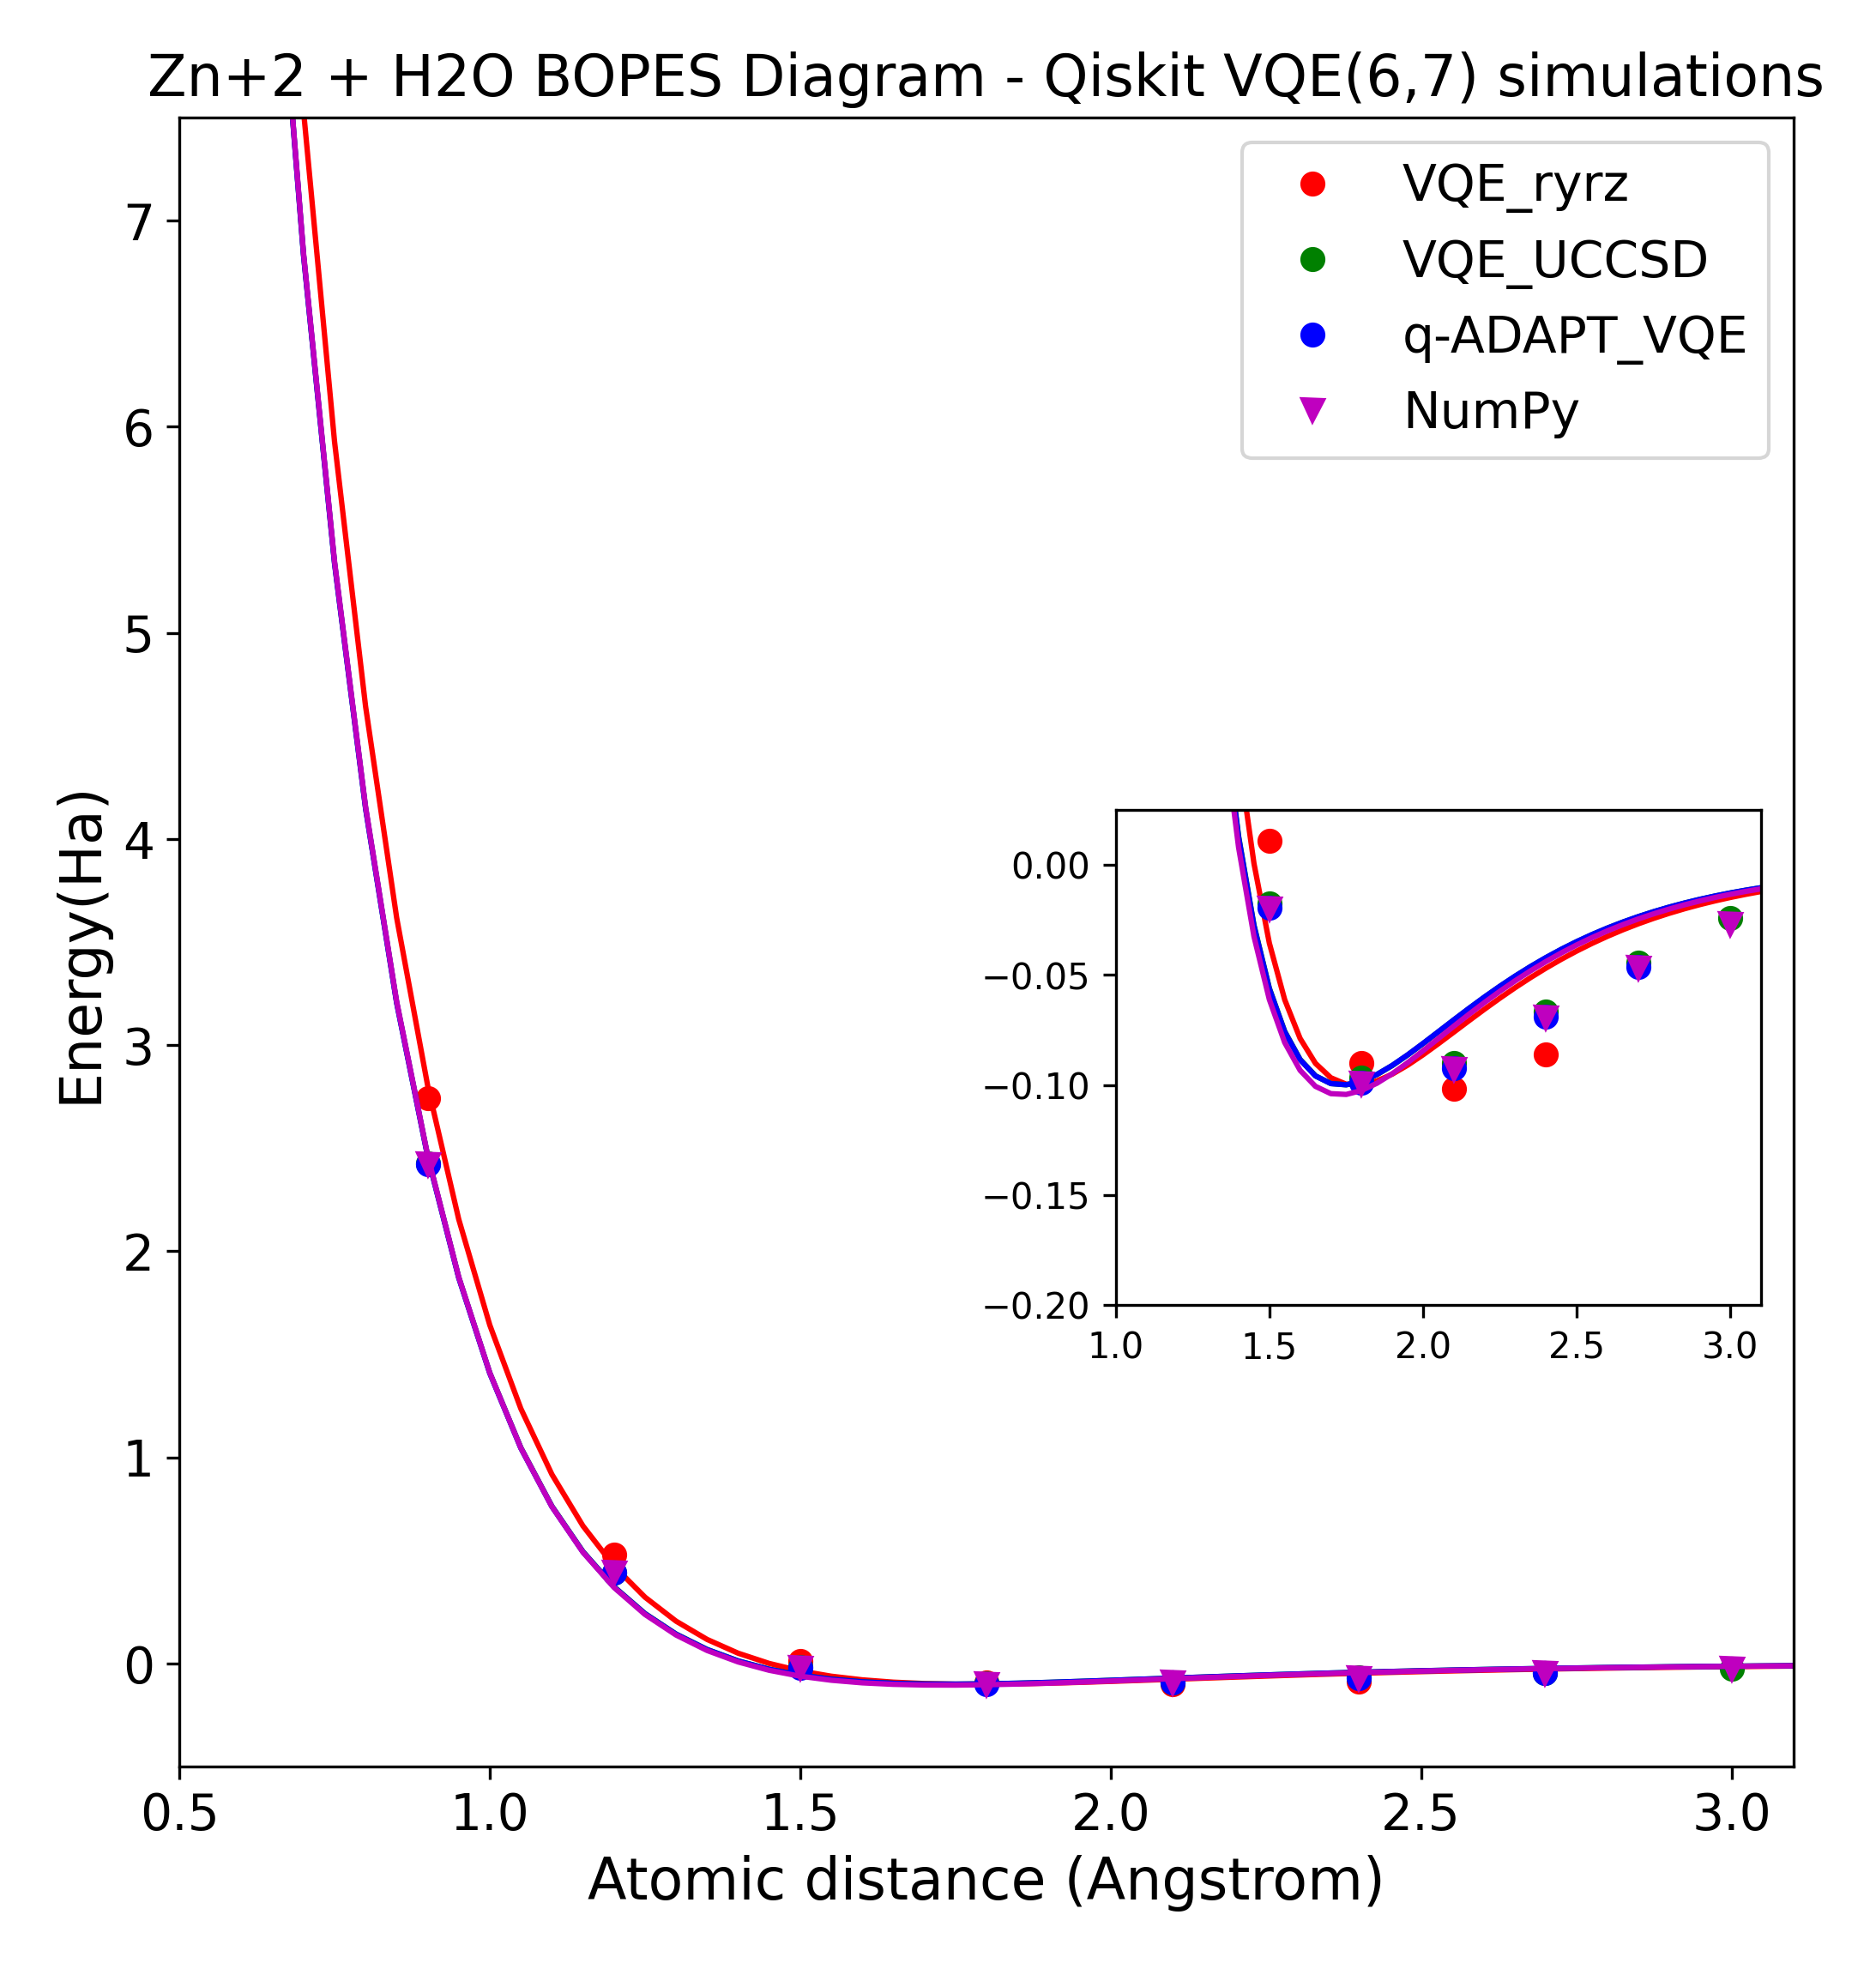 Zn+2 + H2O BOPES Diagram - Qiskit VQE(6,7) simulations
VQE_ryrz
VQE_UCCSD
q-ADAPT_VQE
NumPy
Energy(Ha)
7
6
5
4
3
2
1
0
0.00
−0.05
−0.10
−0.15
−0.20
1.0 1.5 2.0 2.5 3.0
0.5 1.0 1.5 2.0 2.5 3.0
Atomic distance (Angstrom)